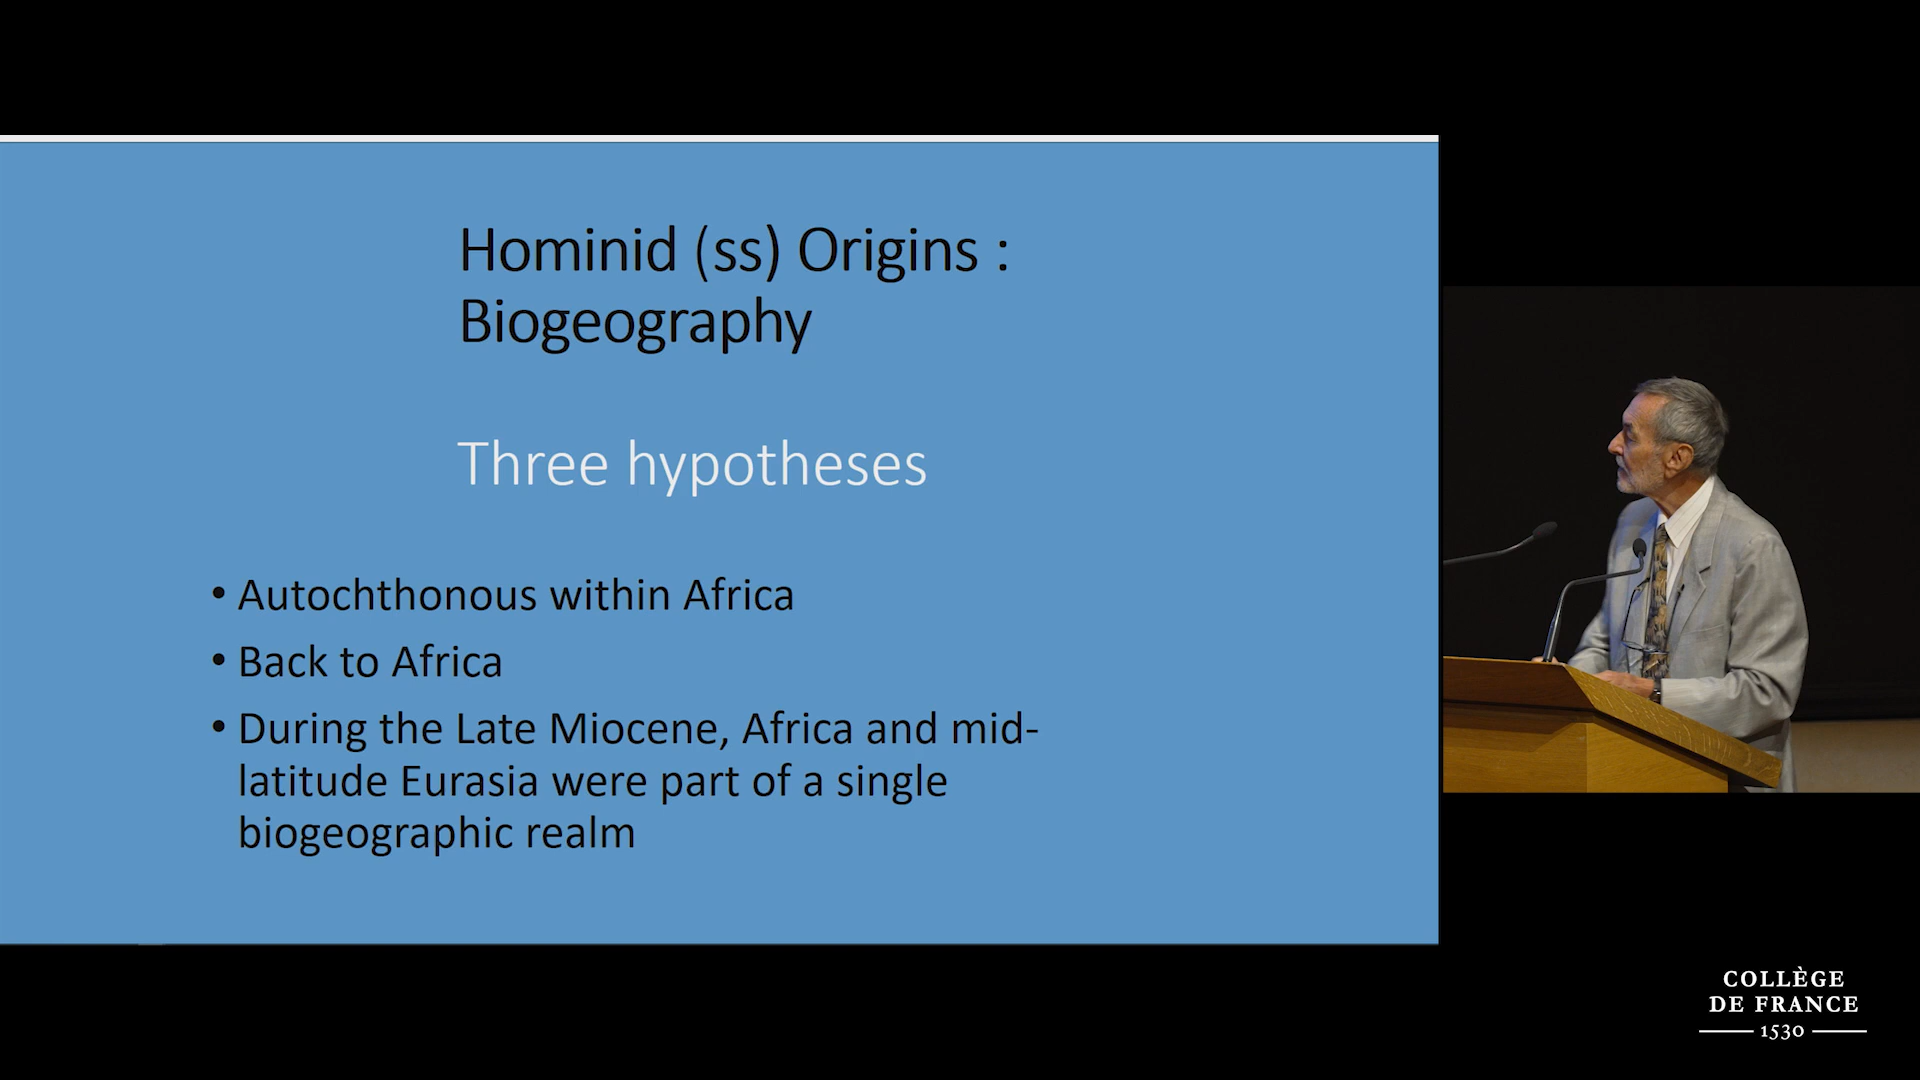 Hominid (ss) Origins :
Biogeography
Three hypotheses
• Autochthonous within Africa
• Back to Africa
• During the Late Miocene, Africa and mid-
latitude Eurasia were part of a single
biogeographic realm
COLLÈGE
DE FRANCE
1530